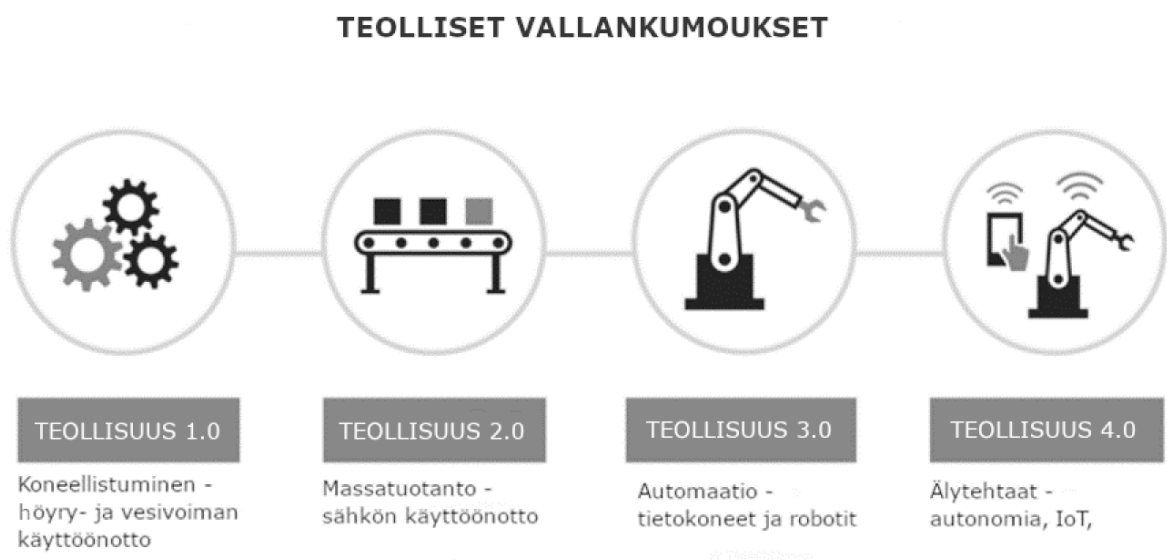 TEOLLISET VALLANKUMOUKSET
TEOLLISUUS 1.0
Koneellistuminen -
höyry- ja vesivoiman
käyttöönotto
TEOLLISUUS 2.0
Massatuotanto -
sähkön käyttöönotto
TEOLLISUUS 3.0
Automaatio -
tietokoneet ja robotit
TEOLLISUUS 4.0
Älytehtaat -
autonomia, IoT,